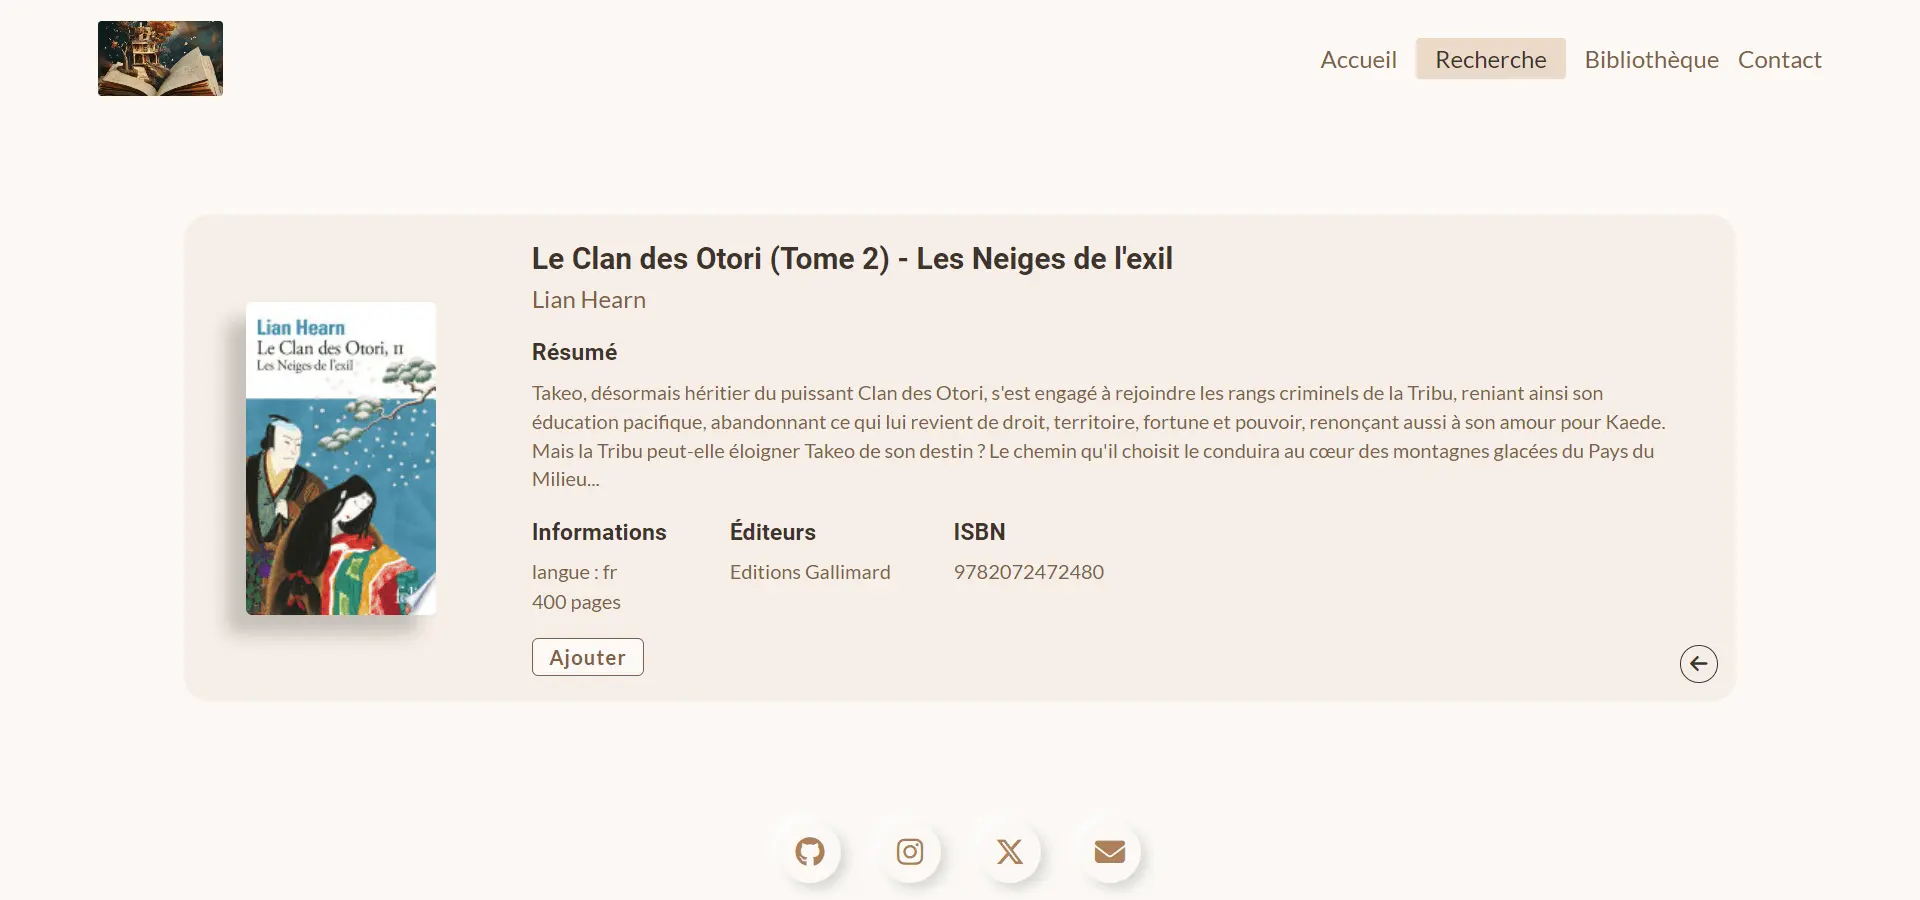 Accueil Recherche Bibliothèque Contact
Le Clan des Otori (Tome 2) - Les Neiges de l'exil
Lian Hearn
Lian Hearn
Le Clan des Otori, II
Les Neiges de l'exil
Résumé
Takeo, désormais héritier du puissant Clan des Otori, s'est engagé à rejoindre les rangs criminels de la Tribu, reniant ainsi son
éducation pacifique, abandonnant ce qui lui revient de droit, territoire, fortune et pouvoir, renonçant aussi à son amour pour Kaede.
Mais la Tribu peut-elle éloigner Takeo de son destin ? Le chemin qu'il choisit le conduira au cœur des montagnes glacées du Pays du
Milieu...
Informations Éditeurs ISBN
langue : fr Editions Gallimard 9782072472480
400 pages
Ajouter